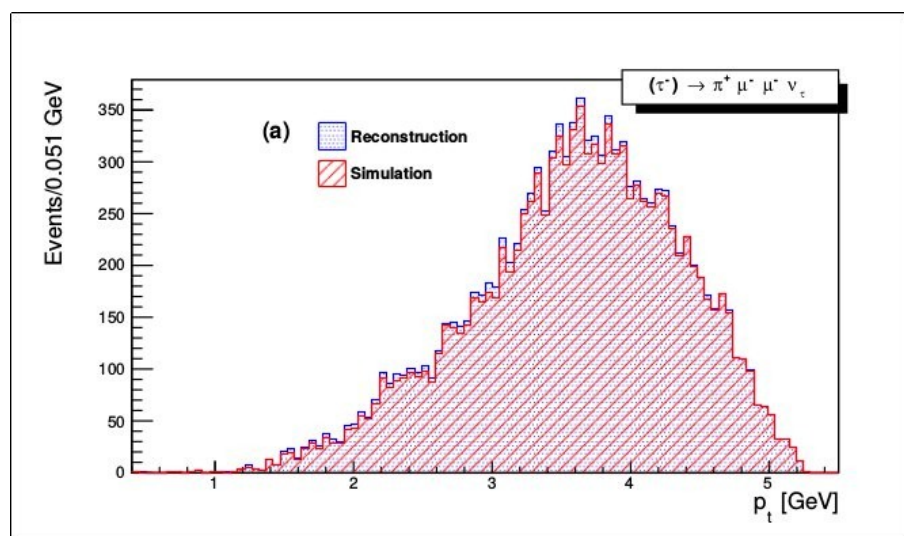 (τ⁻) → π⁺ μ⁻ μ⁻ ν_τ
(a)
Reconstruction
Simulation
Events/0.051 GeV
350
300
250
200
150
100
50
0
1 2 3 4 5
p_t [GeV]